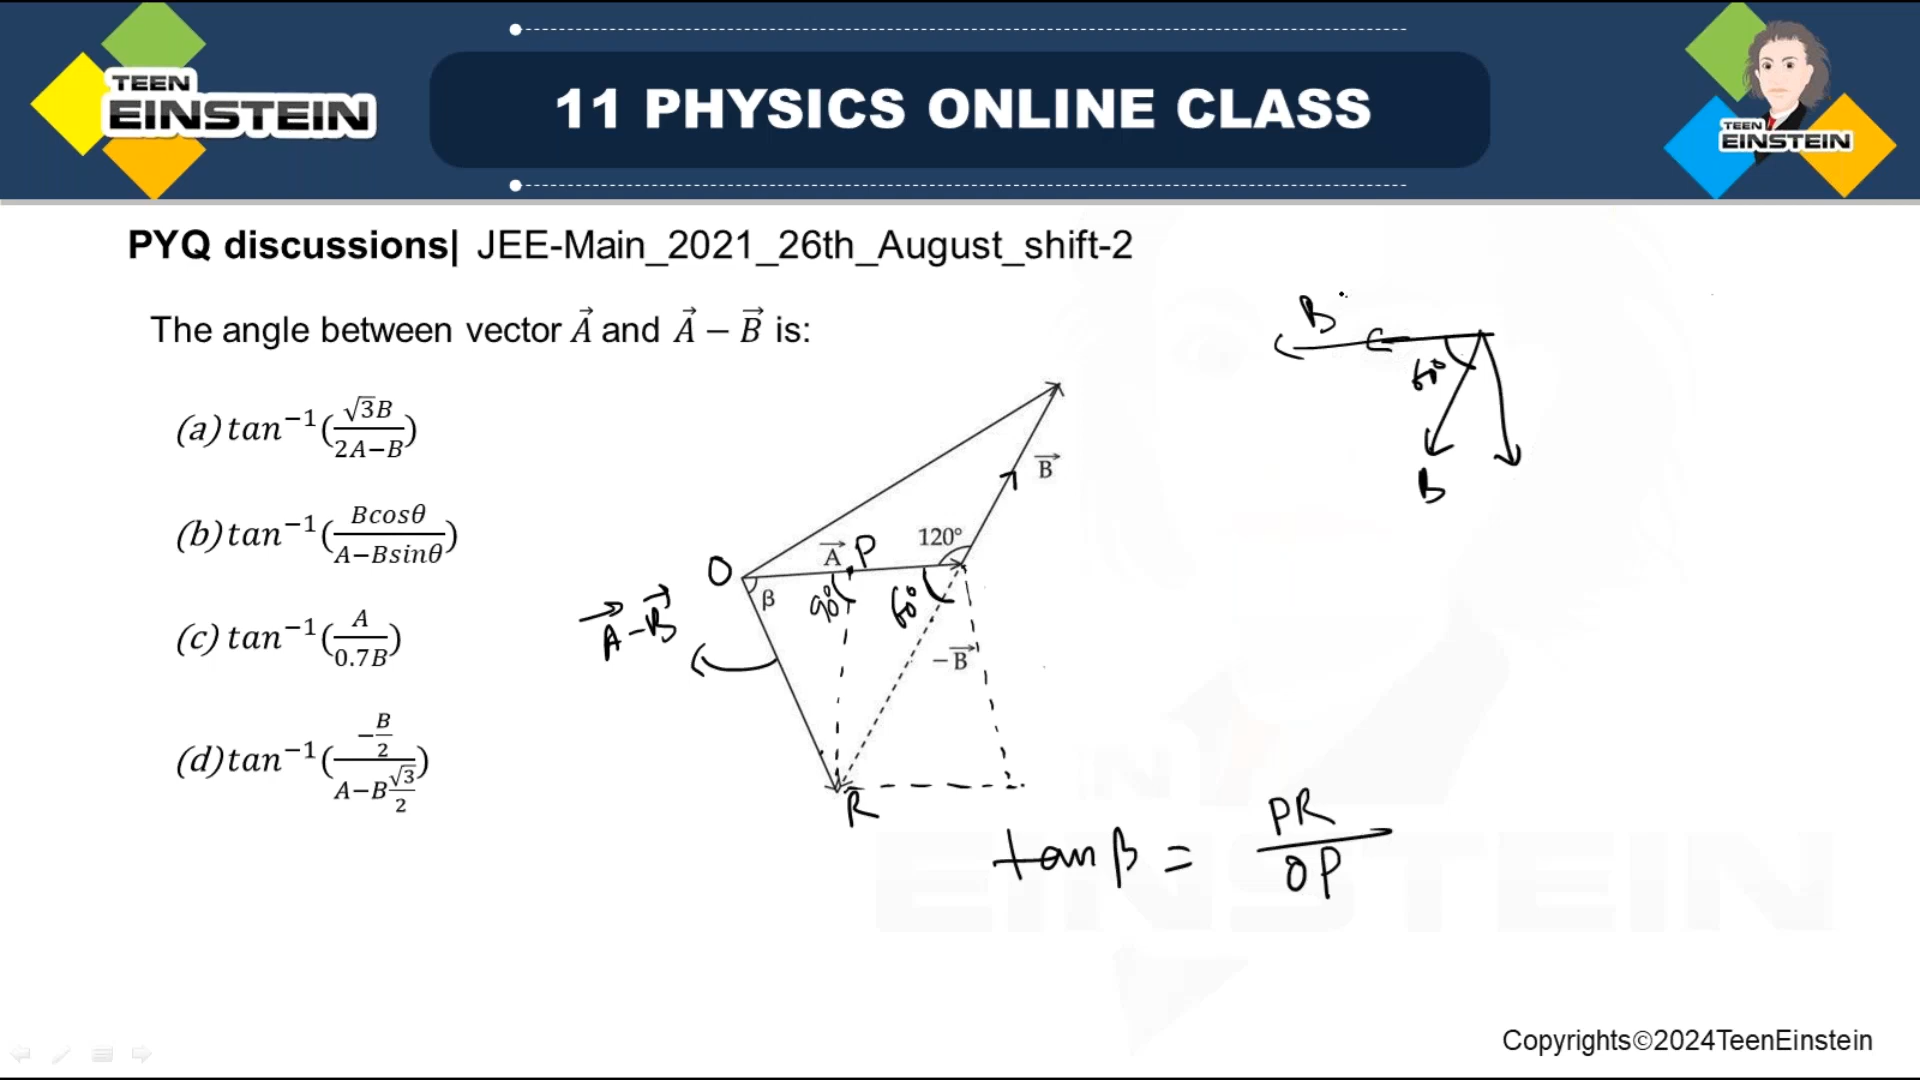 TEEN
EINSTEIN
11 PHYSICS ONLINE CLASS
TEEN
EINSTEIN
PYQ discussions| JEE-Main_2021_26th_August_shift-2
The angle between vector A⃗ and A⃗ − B⃗ is:
(a) tan⁻¹(√3B / 2A−B)
(b) tan⁻¹(Bcosθ / A−Bsinθ)
(c) tan⁻¹(A / 0.7B)
(d) tan⁻¹(−B/2 / A−B√3/2)
B
60°
B
B⃗
120°
A⃗ P
O
β 90° 60°
A⃗ − B⃗
−B⃗
R
tan β = PR / OP
EINSTEIN
Copyrights©2024TeenEinstein